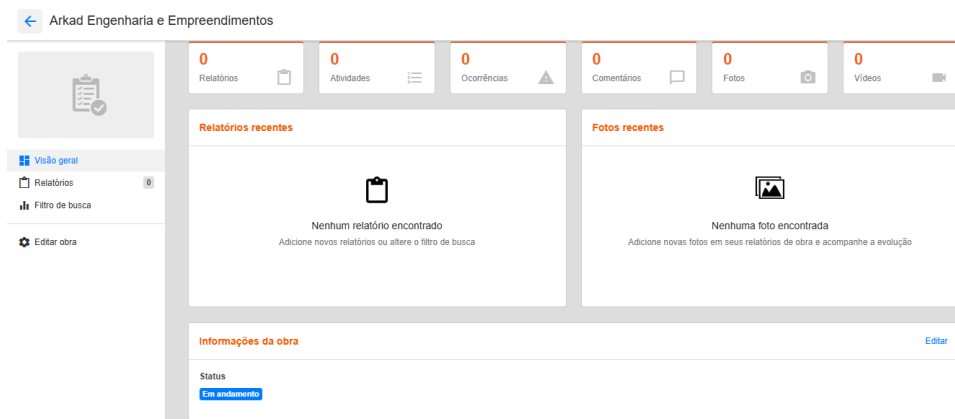 Arkad Engenharia e Empreendimentos
0
Relatórios
0
Atividades
0
Ocorrências
0
Comentários
0
Fotos
0
Vídeos
Visão geral
Relatórios 0
Filtro de busca
Editar obra
Relatórios recentes
Nenhum relatório encontrado
Adicione novos relatórios ou altere o filtro de busca
Fotos recentes
Nenhuma foto encontrada
Adicione novas fotos em seus relatórios de obra e acompanhe a evolução
Informações da obra
Editar
Status
Em andamento